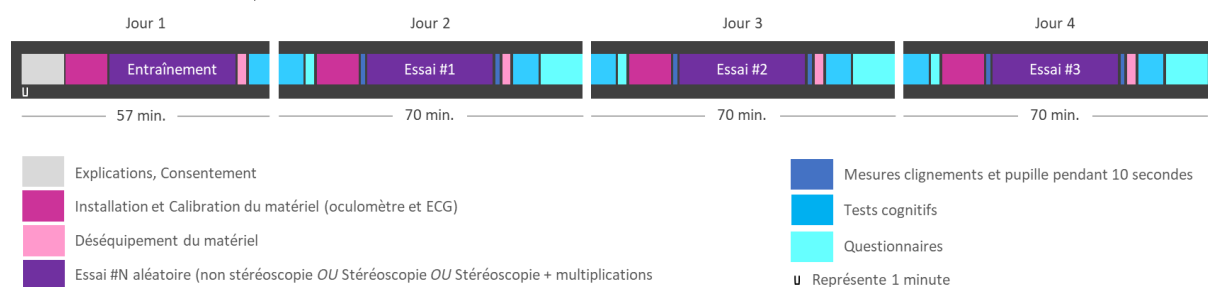 Jour 1 Jour 2 Jour 3 Jour 4
Entraînement Essai #1 Essai #2 Essai #3
57 min. 70 min. 70 min. 70 min.
Explications, Consentement
Installation et Calibration du matériel (oculomètre et ECG)
Déséquipement du matériel
Essai #N aléatoire (non stéréoscopie OU Stéréoscopie OU Stéréoscopie + multiplications
Mesures clignements et pupille pendant 10 secondes
Tests cognitifs
Questionnaires
Représente 1 minute